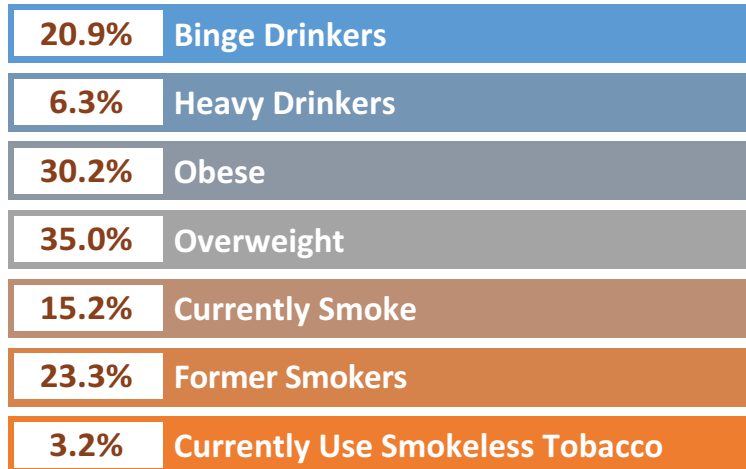 20.9% Binge Drinkers
6.3% Heavy Drinkers
30.2% Obese
35.0% Overweight
15.2% Currently Smoke
23.3% Former Smokers
3.2% Currently Use Smokeless Tobacco